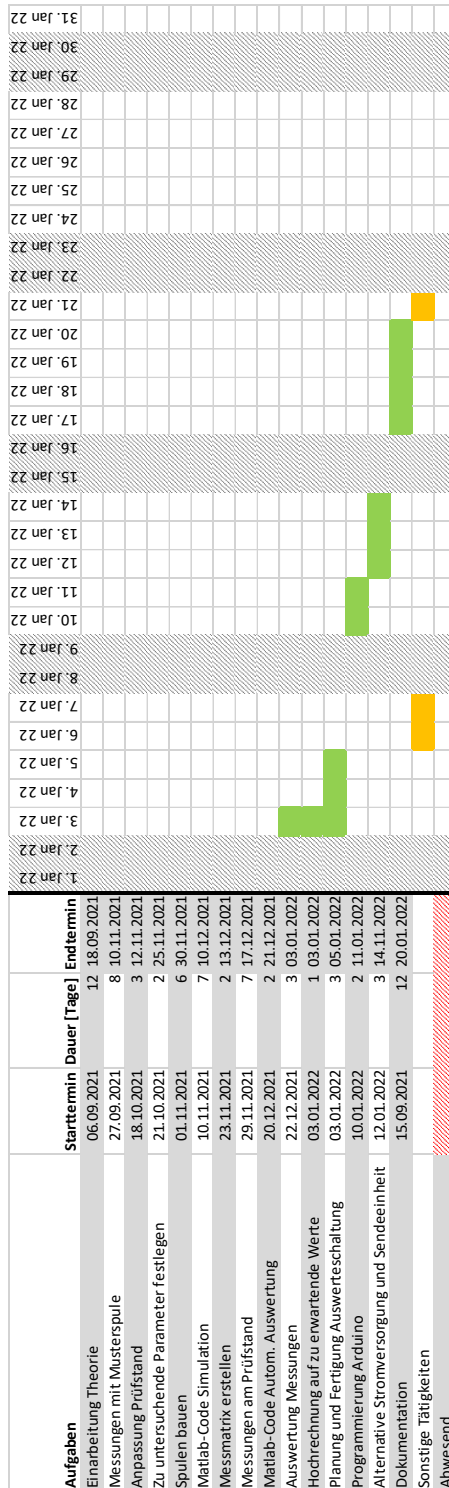 Aufgaben Starttermin Dauer [Tage] Endtermin 1. Jan 22 2. Jan 22 3. Jan 22 4. Jan 22 5. Jan 22 6. Jan 22 7. Jan 22 8. Jan 22 9. Jan 22 10. Jan 22 11. Jan 22 12. Jan 22 13. Jan 22 14. Jan 22 15. Jan 22 16. Jan 22 17. Jan 22 18. Jan 22 19. Jan 22 20. Jan 22 21. Jan 22 22. Jan 22 23. Jan 22 24. Jan 22 25. Jan 22 26. Jan 22 27. Jan 22 28. Jan 22 29. Jan 22 30. Jan 22 31. Jan 22
Einarbeitung Theorie 06.09.2021 12 18.09.2021
Messungen mit Musterspule 27.09.2021 8 10.11.2021
Anpassung Prüfstand 18.10.2021 3 12.11.2021
Zu untersuchende Parameter festlegen 21.10.2021 2 25.11.2021
Spulen bauen 01.11.2021 6 30.11.2021
Matlab-Code Simulation 10.11.2021 7 10.12.2021
Messmatrix erstellen 23.11.2021 2 13.12.2021
Messungen am Prüfstand 29.11.2021 7 17.12.2021
Matlab-Code Autom. Auswertung 20.12.2021 2 21.12.2021
Auswertung Messungen 22.12.2021 3 03.01.2022
Hochrechnung auf zu erwartende Werte 03.01.2022 1 03.01.2022
Planung und Fertigung Auswerteschaltung 03.01.2022 3 05.01.2022
Programmierung Arduino 10.01.2022 2 11.01.2022
Alternative Stromversorgung und Sendeeinheit 12.01.2022 3 14.11.2022
Dokumentation 15.09.2021 12 20.01.2022
Sonstige Tätigkeiten
Abwesend